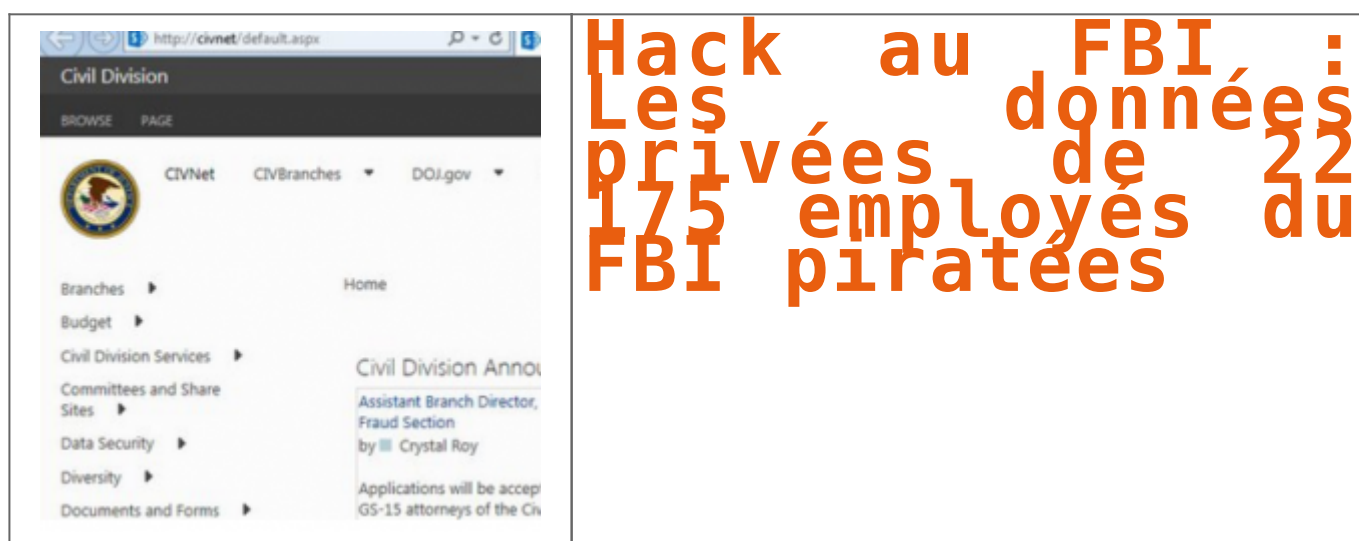 http://civnet/default.aspx
Civil Division
BROWSE PAGE
CIVNet CIVBranches DOJ.gov
Home
Branches
Budget
Civil Division Services
Committees and Share
Sites
Data Security
Diversity
Documents and Forms
Civil Division Annou
Assistant Branch Director,
Fraud Section
by Crystal Roy
Applications will be accep
GS-15 attorneys of the Civ
Hack au FBI :
Les données
privées de 22
175 employés du
FBI piratées